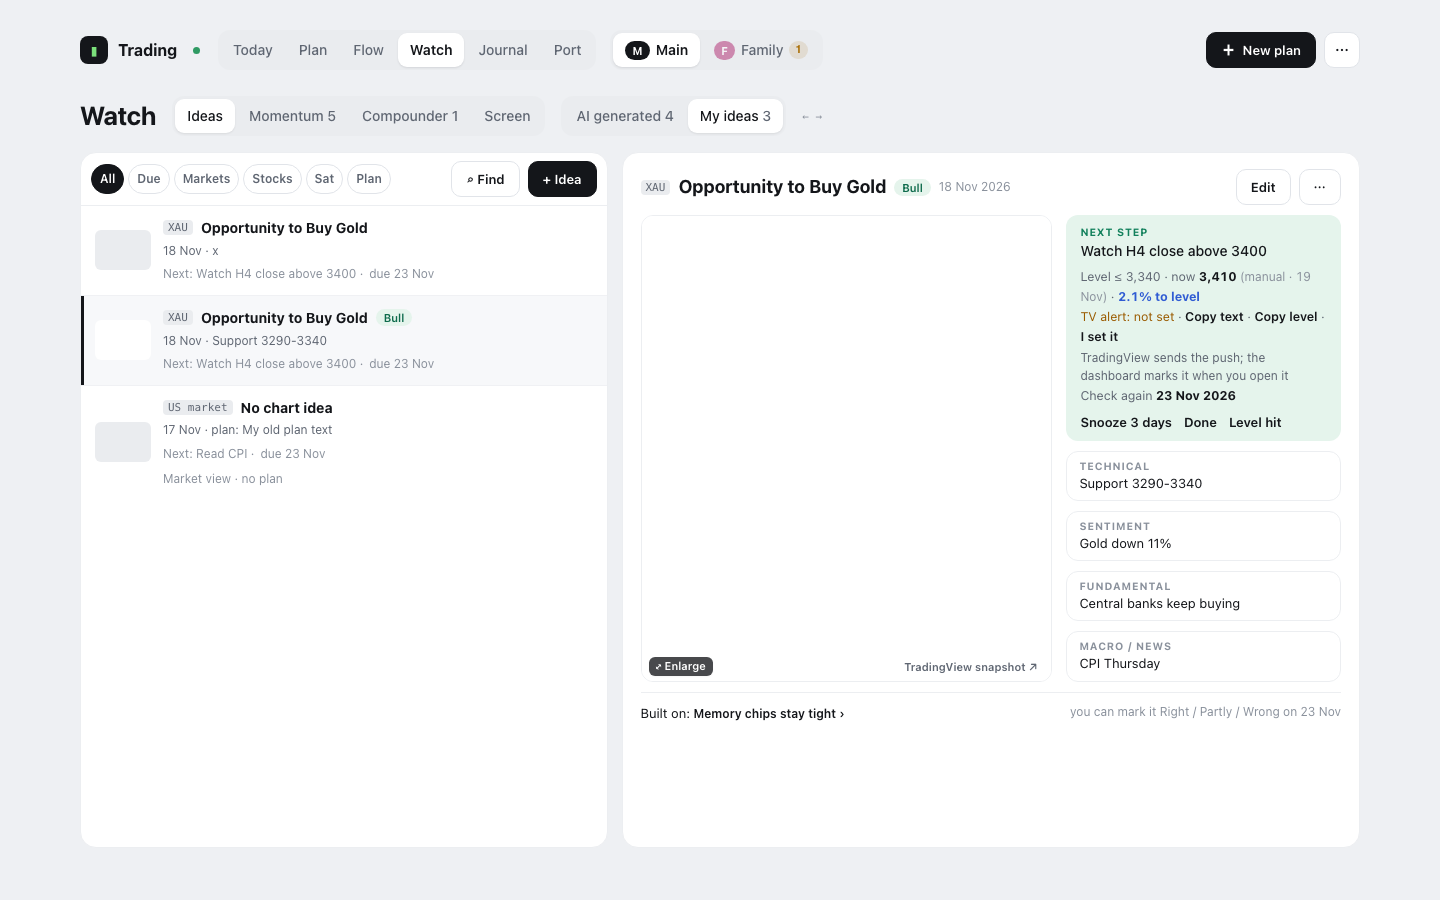 Trading
Today Plan Flow Watch Journal Port
M Main F Family 1
+ New plan ···
Watch
Ideas Momentum 5 Compounder 1 Screen
AI generated 4 My ideas 3 ← →
All Due Markets Stocks Sat Plan
⌕ Find + Idea
XAU Opportunity to Buy Gold
18 Nov · x
Next: Watch H4 close above 3400 · due 23 Nov
XAU Opportunity to Buy Gold Bull
18 Nov · Support 3290-3340
Next: Watch H4 close above 3400 · due 23 Nov
US market No chart idea
17 Nov · plan: My old plan text
Next: Read CPI · due 23 Nov
Market view · no plan
XAU Opportunity to Buy Gold Bull 18 Nov 2026
Edit ···
⤢ Enlarge
TradingView snapshot ↗
NEXT STEP
Watch H4 close above 3400
Level ≤ 3,340 · now 3,410 (manual · 19
Nov) · 2.1% to level
TV alert: not set · Copy text · Copy level ·
I set it
TradingView sends the push; the
dashboard marks it when you open it
Check again 23 Nov 2026
Snooze 3 days Done Level hit
TECHNICAL
Support 3290-3340
SENTIMENT
Gold down 11%
FUNDAMENTAL
Central banks keep buying
MACRO / NEWS
CPI Thursday
Built on: Memory chips stay tight ›
you can mark it Right / Partly / Wrong on 23 Nov